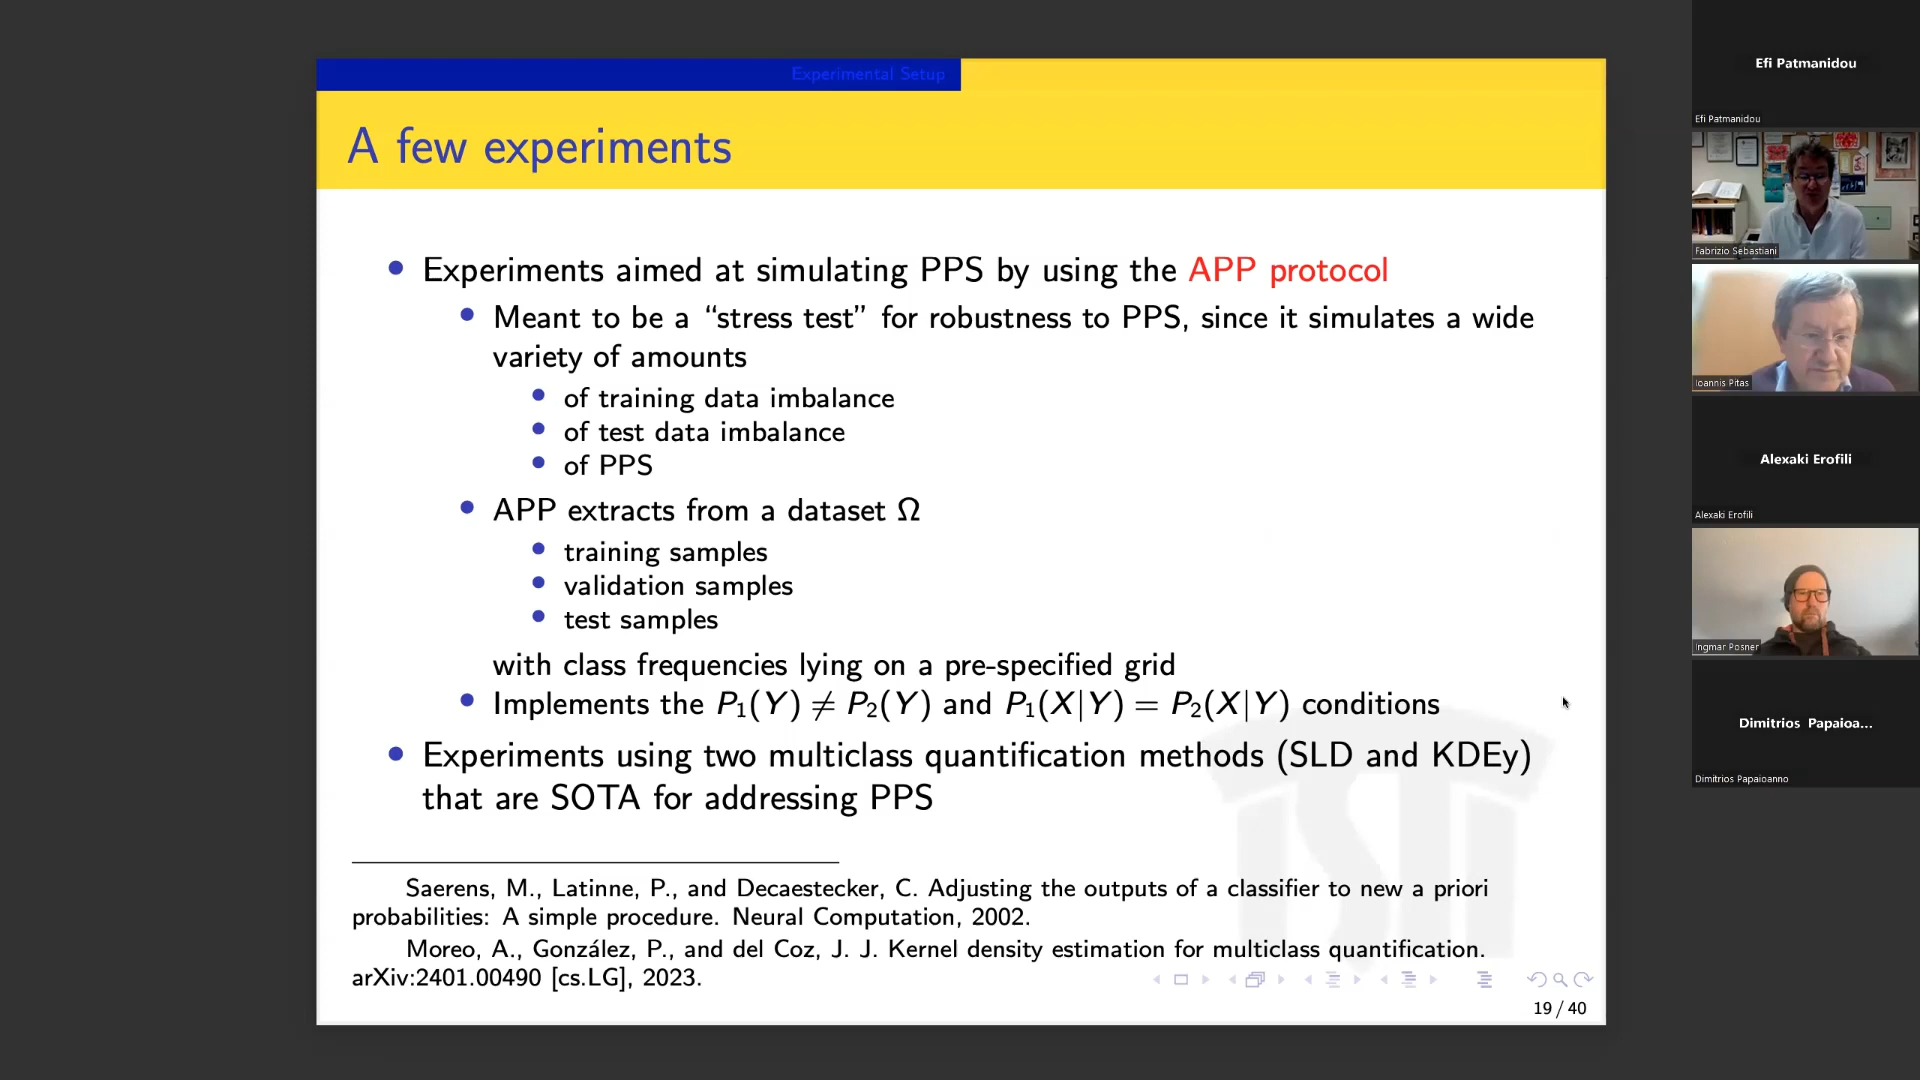 Experimental Setup
A few experiments
Experiments aimed at simulating PPS by using the APP protocol
Meant to be a “stress test” for robustness to PPS, since it simulates a wide
variety of amounts
of training data imbalance
of test data imbalance
of PPS
APP extracts from a dataset Ω
training samples
validation samples
test samples
with class frequencies lying on a pre-specified grid
Implements the P₁(Y) ≠ P₂(Y) and P₁(X|Y) = P₂(X|Y) conditions
Experiments using two multiclass quantification methods (SLD and KDEy)
that are SOTA for addressing PPS
Saerens, M., Latinne, P., and Decaestecker, C. Adjusting the outputs of a classifier to new a priori
probabilities: A simple procedure. Neural Computation, 2002.
Moreo, A., González, P., and del Coz, J. J. Kernel density estimation for multiclass quantification.
arXiv:2401.00490 [cs.LG], 2023.
19 / 40
ISTI
Efi Patmanidou
Efi Patmanidou
Fabrizio Sebastiani
Ioannis Pitas
Alexaki Erofili
Alexaki Erofili
Ingmar Posner
Dimitrios Papaioa...
Dimitrios Papaioanno